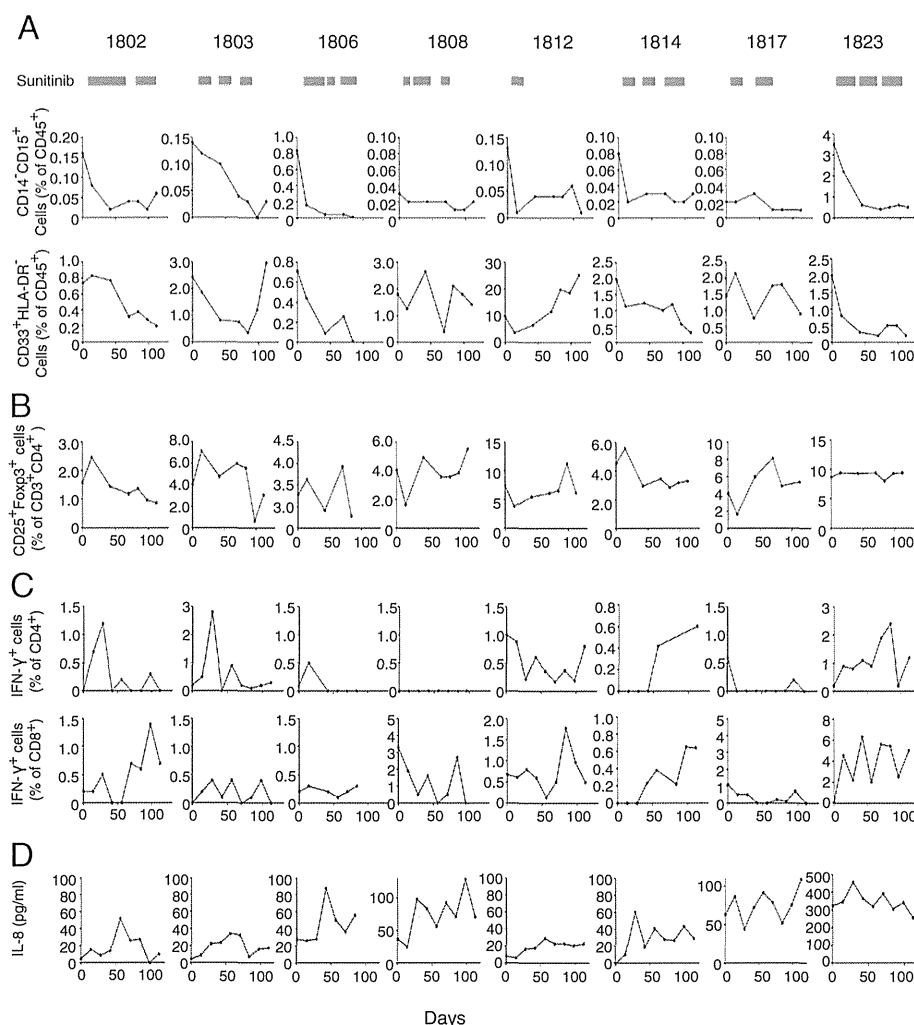 A
1802 1803 1806 1808 1812 1814 1817 1823
Sunitinib
CD14⁻CD15⁺
Cells (% of CD45⁺)
0.20 0.15 0.10 0.05 0
0.15 0.10 0.05 0
1.0 0.8 0.6 0.4 0.2 0
0.10 0.08 0.06 0.04 0.02 0
0.15 0.10 0.05 0
0.10 0.08 0.06 0.04 0.02 0
0.10 0.08 0.06 0.04 0.02 0
4 3 2 1 0
CD33⁺HLA-DR⁻
Cells (% of CD45⁺)
1.0 0.8 0.6 0.4 0.2 0
3.0 2.0 1.0 0
0.8 0.6 0.4 0.2 0
3.0 2.0 1.0 0
30 20 10 0
2.5 2.0 1.5 1.0 0.5 0
2.5 2.0 1.5 1.0 0.5 0
2.5 2.0 1.5 1.0 0.5 0
0 50 100 0 50 100 0 50 100 0 50 100 0 50 100 0 50 100 0 50 100 0 50 100
B
CD25⁺Foxp3⁺ cells
(% of CD3⁺CD4⁺)
3.0 2.0 1.0 0
8.0 6.0 4.0 2.0 0
4.5 4.0 3.5 3.0
6.0 4.0 2.0 0
15 10 5 0
6.0 4.0 2.0
10 8 6 4 2 0
15 10 5 0
0 50 100 0 50 100 0 50 100 0 50 100 0 50 100 0 50 100 0 50 100 0 50 100
C
IFN-γ⁺ cells
(% of CD4⁺)
1.5 1.0 0.5 0
3 2 1 0
1.5 1.0 0.5 0
1.5 1.0 0.5 0
1.5 1.0 0.5 0
0.8 0.6 0.4 0.2 0
1.5 1.0 0.5 0
3 2 1 0
IFN-γ⁺ cells
(% of CD8⁺)
1.5 1.0 0.5 0
1.5 1.0 0.5 0
1.5 1.0 0.5 0
5 4 3 2 1 0
2.0 1.5 1.0 0.5 0
1.0 0.8 0.6 0.4 0.2 0
5 4 3 2 1 0
8 6 4 2 0
0 50 100 0 50 100 0 50 100 0 50 100 0 50 100 0 50 100 0 50 100 0 50 100
D
IL-8 (pg/ml)
100 80 60 40 20 0
100 80 60 40 20 0
100 80 60 40 20 0
100 50 0
100 80 60 40 20 0
100 80 60 40 20 0
100 50 0
500 400 300 200 100 0
0 50 100 0 50 100 0 50 100 0 50 100 0 50 100 0 50 100 0 50 100 0 50 100
Days